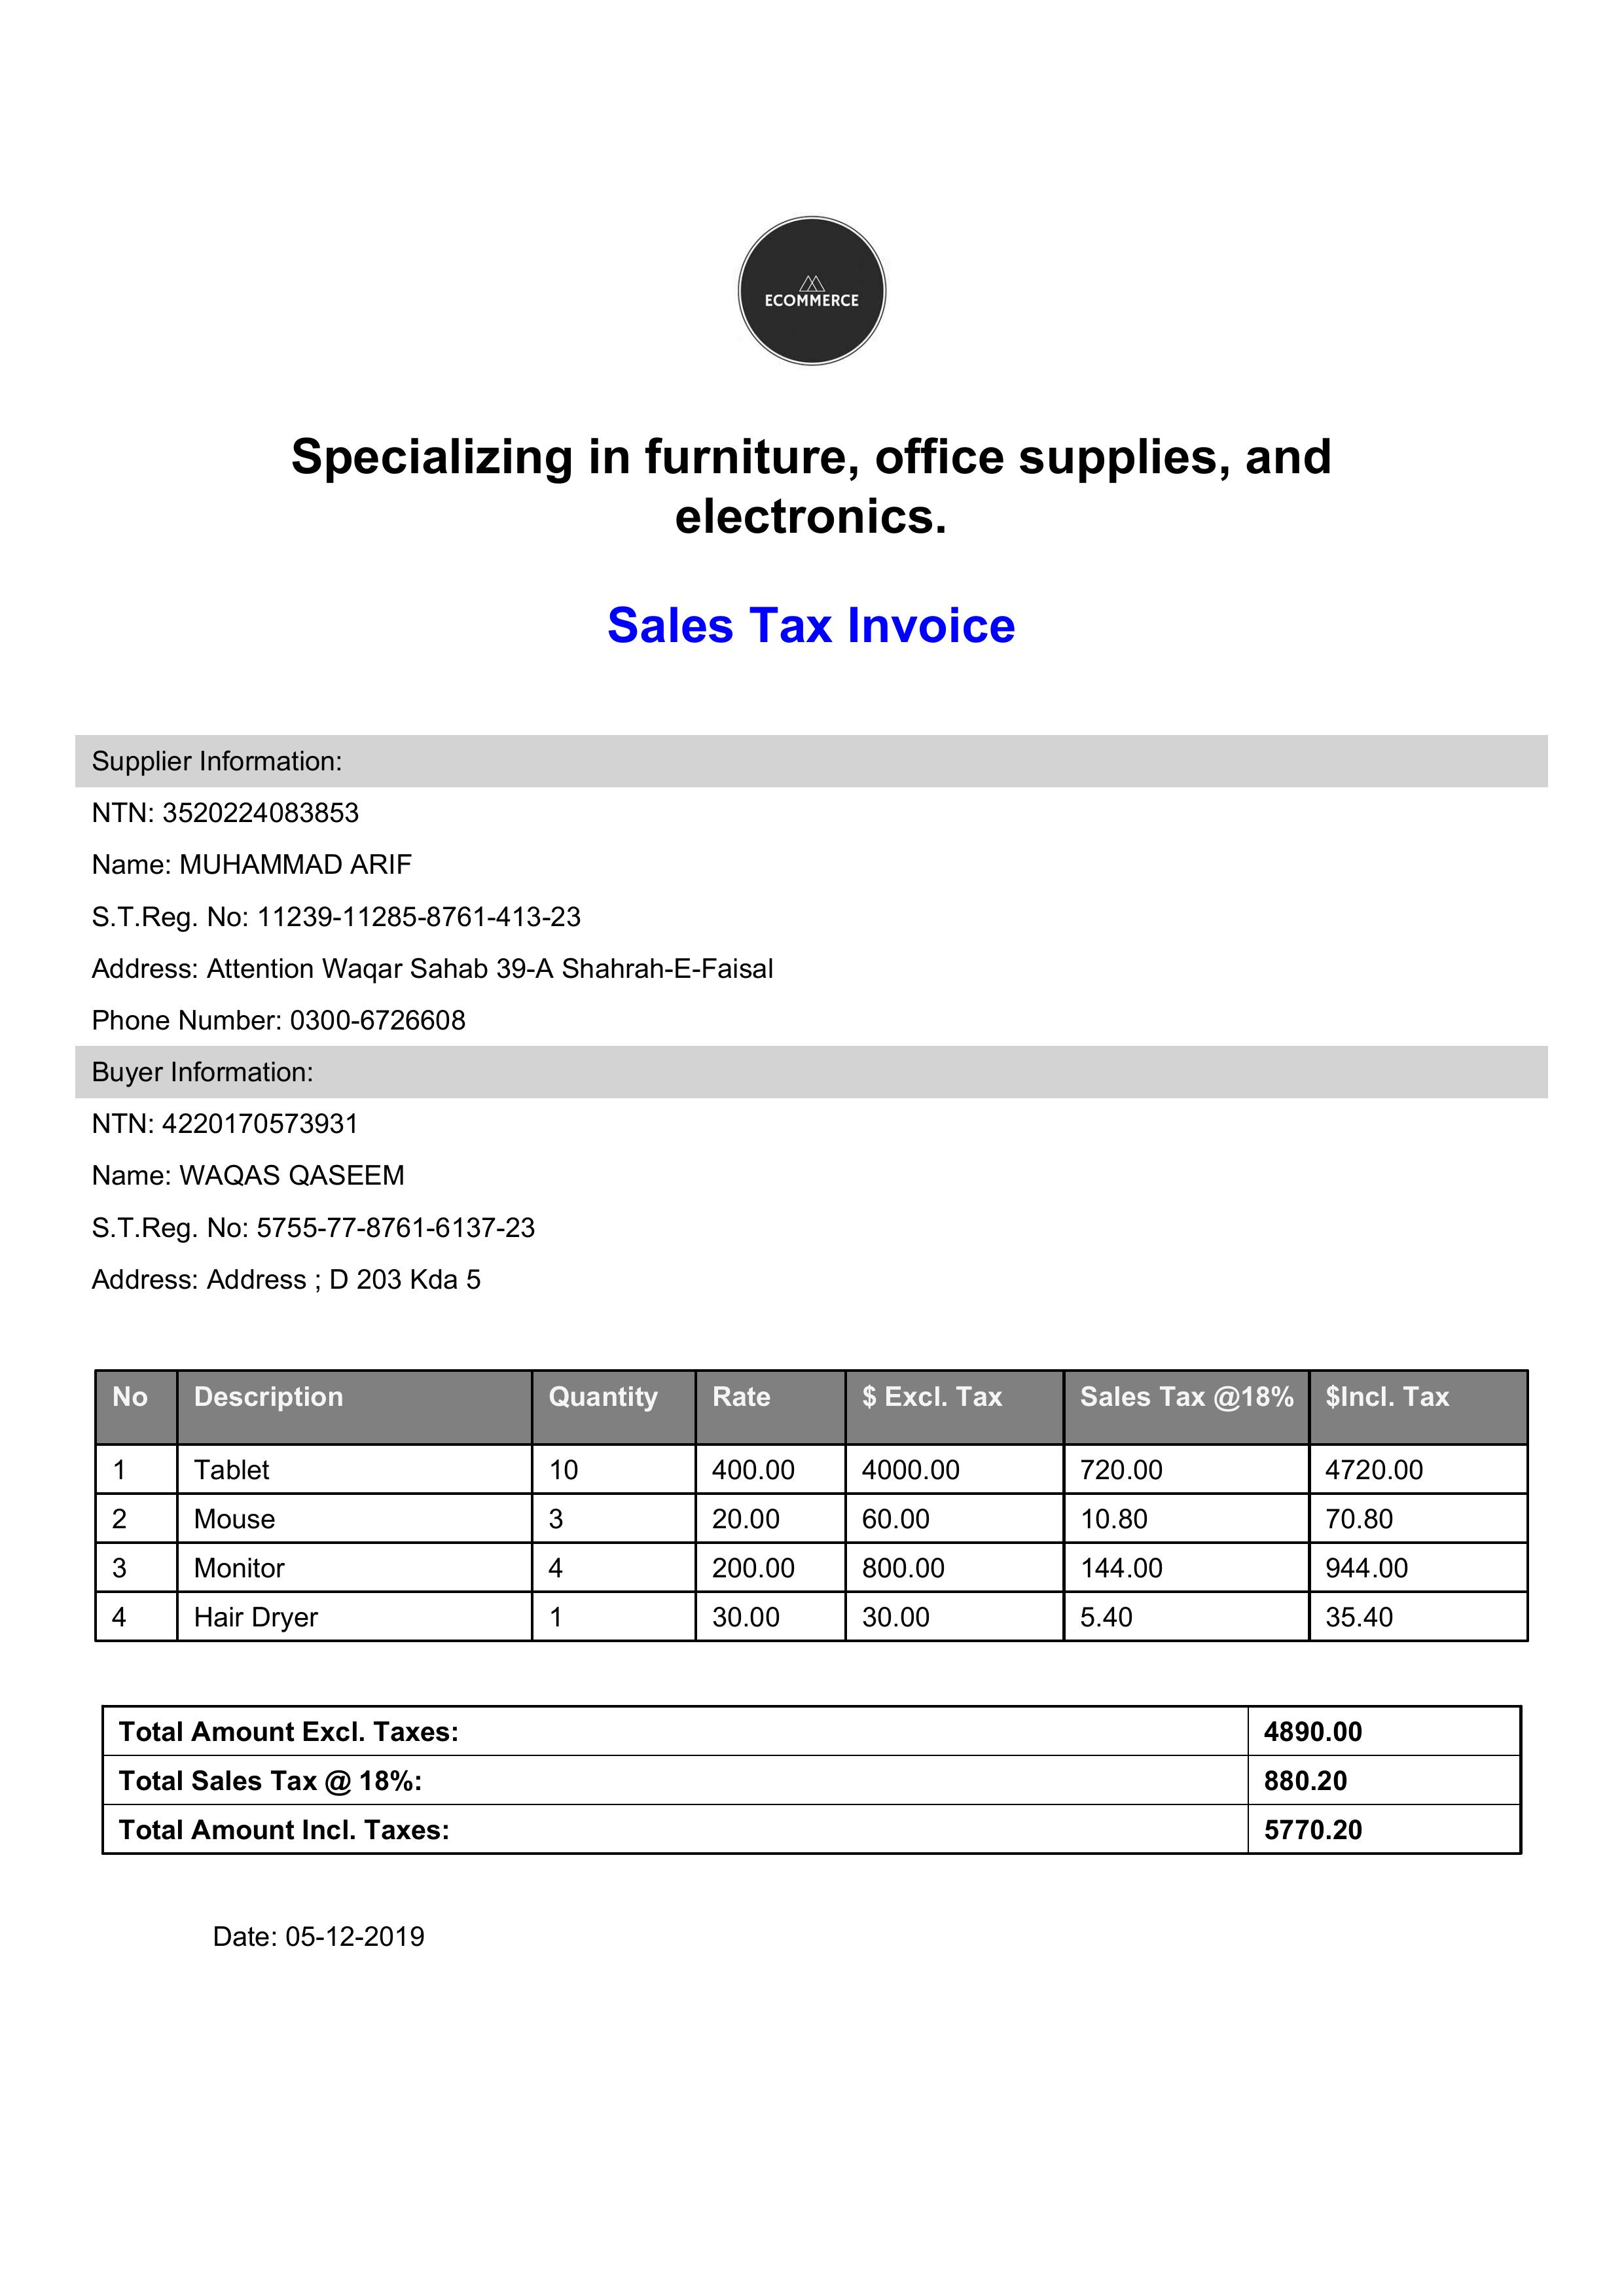 ECOMMERCE
Specializing in furniture, office supplies, and
electronics.
Sales Tax Invoice
Supplier Information:
NTN: 3520224083853
Name: MUHAMMAD ARIF
S.T.Reg. No: 11239-11285-8761-413-23
Address: Attention Waqar Sahab 39-A Shahrah-E-Faisal
Phone Number: 0300-6726608
Buyer Information:
NTN: 4220170573931
Name: WAQAS QASEEM
S.T.Reg. No: 5755-77-8761-6137-23
Address: Address ; D 203 Kda 5
No Description Quantity Rate $ Excl. Tax Sales Tax @18% $Incl. Tax
1 Tablet 10 400.00 4000.00 720.00 4720.00
2 Mouse 3 20.00 60.00 10.80 70.80
3 Monitor 4 200.00 800.00 144.00 944.00
4 Hair Dryer 1 30.00 30.00 5.40 35.40
Total Amount Excl. Taxes: 4890.00
Total Sales Tax @ 18%: 880.20
Total Amount Incl. Taxes: 5770.20
Date: 05-12-2019